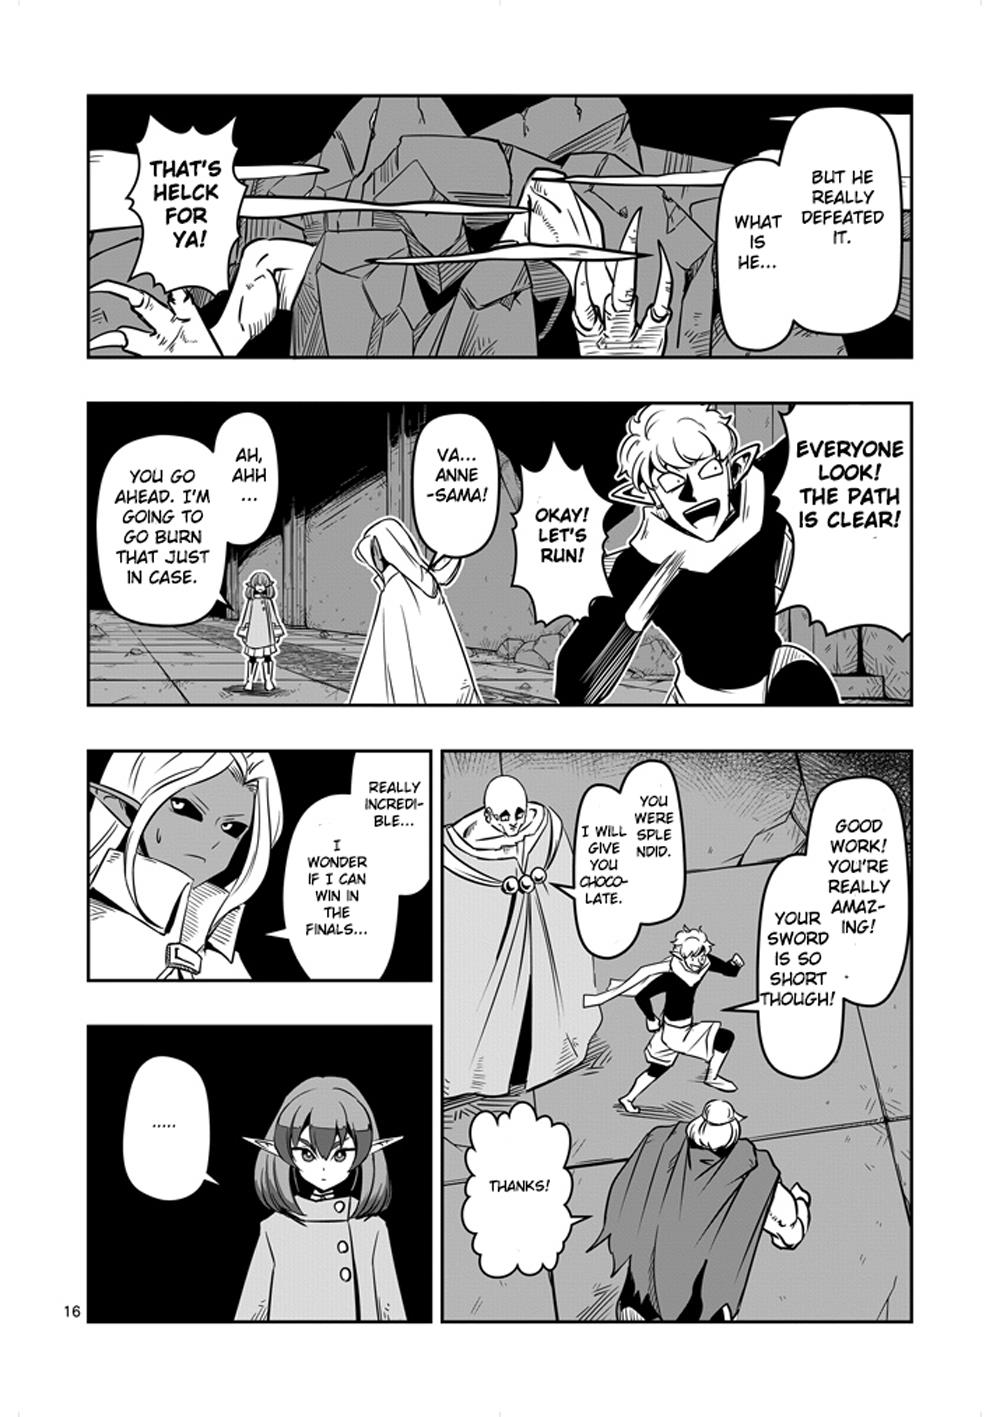 BUT HE
REALLY
DEFEATED
IT.
WHAT
IS
HE...
THAT'S
HELCK
FOR
YA!
EVERYONE
LOOK!
THE PATH
IS CLEAR!
OKAY!
LET'S
RUN!
VA...
ANNE
-SAMA!
AH,
AHH
...
YOU GO
AHEAD. I'M
GOING TO
GO BURN
THAT JUST
IN CASE.
GOOD
WORK!
YOU'RE
REALLY
AMAZ-
ING!
YOUR
SWORD
IS SO
SHORT
THOUGH!
YOU
WERE
SPLE
NDID.
I WILL
GIVE
YOU
CHOCO-
LATE.
THANKS!
REALLY
INCREDI-
BLE...
I
WONDER
IF I CAN
WIN IN
THE
FINALS...
.....
16